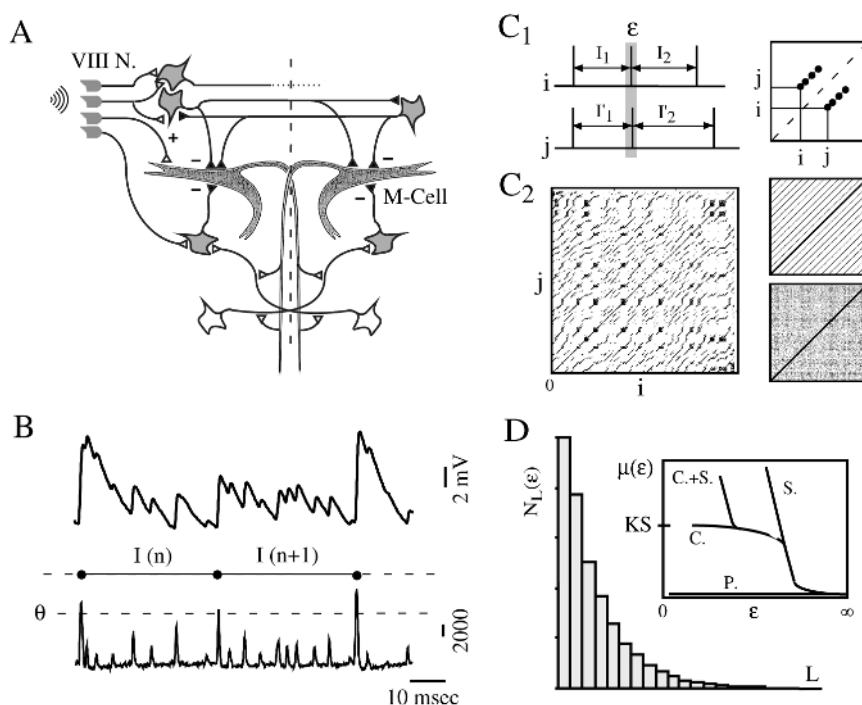 A
VIII N.
+
−
−
−
−
M-Cell
B
2 mV
I (n)
I (n+1)
θ
2000
10 msec
C1
ε
I1
I2
i
I'1
I'2
j
j
i
i
j
C2
j
0
i
D
NL(ε)
L
μ(ε)
C.+S.
S.
KS
C.
P.
0
ε
∞